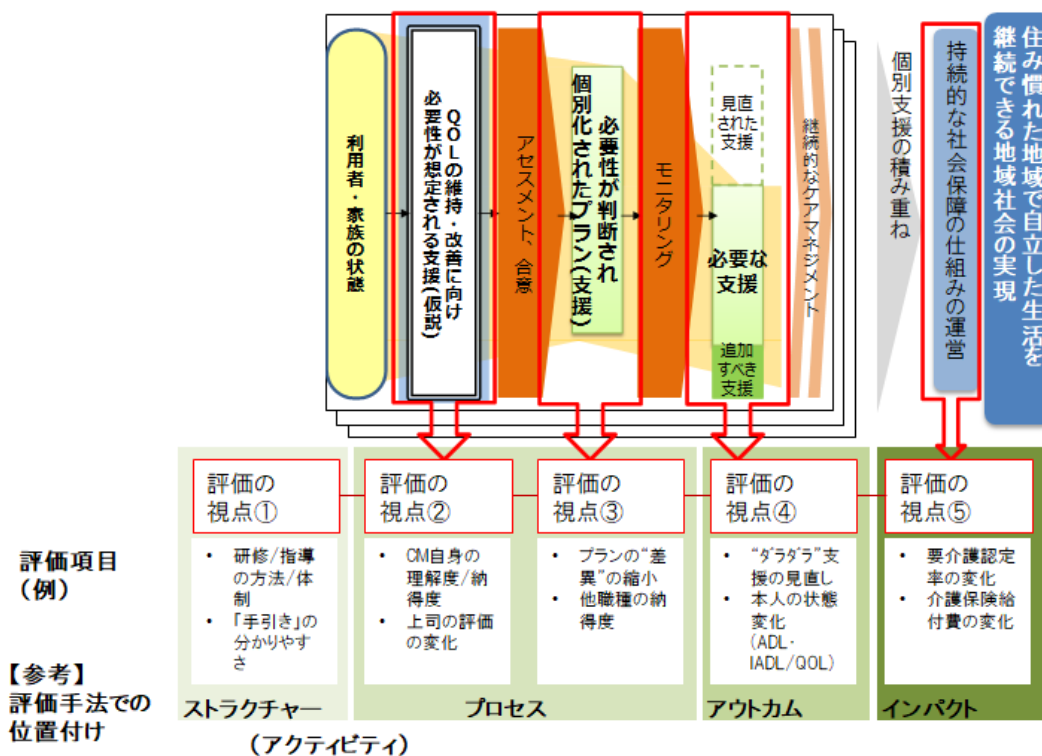 利用者・家族の状態
QOLの維持・改善に向け
必要性が想定される支援(仮説)
アセスメント、合意
必要性が判断され
個別化されたプラン(支援)
モニタリング
見直
された
支援
必要な
支援
追加
すべき
支援
継続的なケアマネジメント
個別支援の積み重ね
持続的な社会保障の仕組みの運営
住み慣れた地域で自立した生活を
継続できる地域社会の実現
評価の
視点①
評価の
視点②
評価の
視点③
評価の
視点④
評価の
視点⑤
評価項目
(例)
• 研修/指導
の方法/体
制
• 「手引き」の
分かりやす
さ
• CM自身の
理解度/納
得度
• 上司の評価
の変化
• プランの“差
異”の縮小
• 他職種の納
得度
• “ダラダラ”支
援の見直し
• 本人の状態
変化
(ADL・
IADL/QOL)
• 要介護認定
率の変化
• 介護保険給
付費の変化
【参考】
評価手法での
位置付け
ストラクチャー
プロセス
アウトカム
インパクト
(アクティビティ)